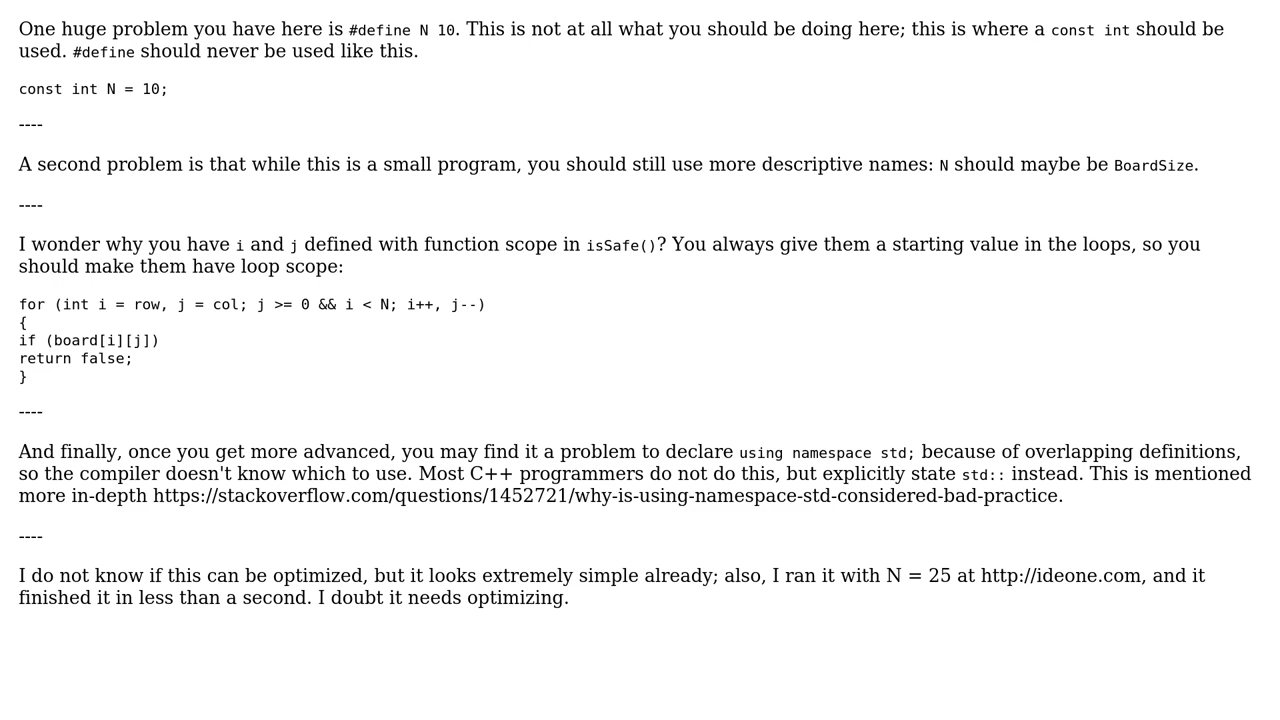 One huge problem you have here is #define N 10. This is not at all what you should be doing here; this is where a const int should be
used. #define should never be used like this.
const int N = 10;
----
A second problem is that while this is a small program, you should still use more descriptive names: N should maybe be BoardSize.
----
I wonder why you have i and j defined with function scope in isSafe()? You always give them a starting value in the loops, so you
should make them have loop scope:
for (int i = row, j = col; j >= 0 && i < N; i++, j--)
{
if (board[i][j])
return false;
}
----
And finally, once you get more advanced, you may find it a problem to declare using namespace std; because of overlapping definitions,
so the compiler doesn't know which to use. Most C++ programmers do not do this, but explicitly state std:: instead. This is mentioned
more in-depth https://stackoverflow.com/questions/1452721/why-is-using-namespace-std-considered-bad-practice.
----
I do not know if this can be optimized, but it looks extremely simple already; also, I ran it with N = 25 at http://ideone.com, and it
finished it in less than a second. I doubt it needs optimizing.